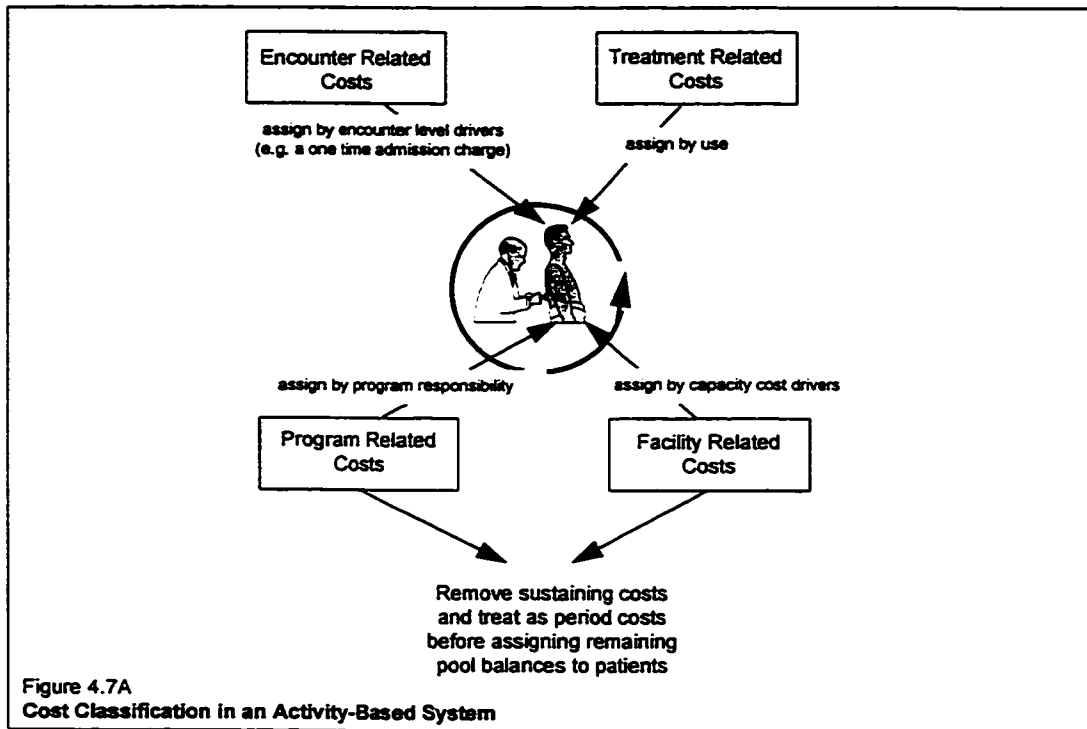 Encounter Related
Costs
Treatment Related
Costs
assign by encounter level drivers
(e.g. a one time admission charge)
assign by use
assign by program responsibility
assign by capacity cost drivers
Program Related
Costs
Facility Related
Costs
Remove sustaining costs
and treat as period costs
before assigning remaining
pool balances to patients
Figure 4.7A
Cost Classification in an Activity-Based System